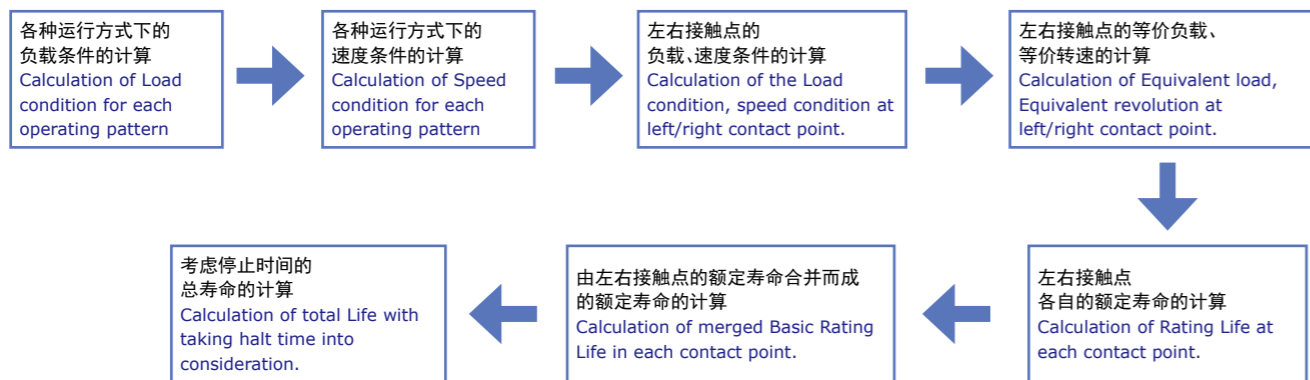 各种运行方式下的
负载条件的计算
Calculation of Load
condition for each
operating pattern
各种运行方式下的
速度条件的计算
Calculation of Speed
condition for each
operating pattern
左右接触点的
负载、速度条件的计算
Calculation of the Load
condition, speed condition at
left/right contact point.
左右接触点的等价负载、
等价转速的计算
Calculation of Equivalent load,
Equivalent revolution at
left/right contact point.
左右接触点
各自的额定寿命的计算
Calculation of Rating Life at
each contact point.
由左右接触点的额定寿命合并而成
的额定寿命的计算
Calculation of merged Basic Rating
Life in each contact point.
考虑停止时间的
总寿命的计算
Calculation of total Life with
taking halt time into
consideration.